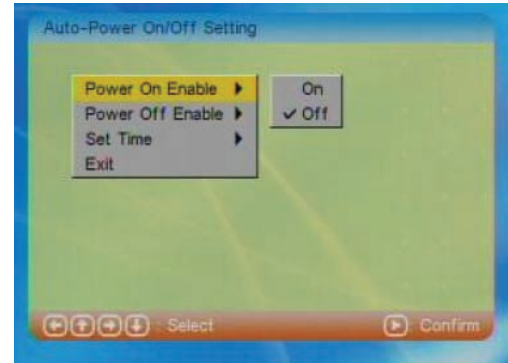 Auto-Power On/Off Setting
Power On Enable
On
Power Off Enable
✓ Off
Set Time
Exit
: Select
: Confirm